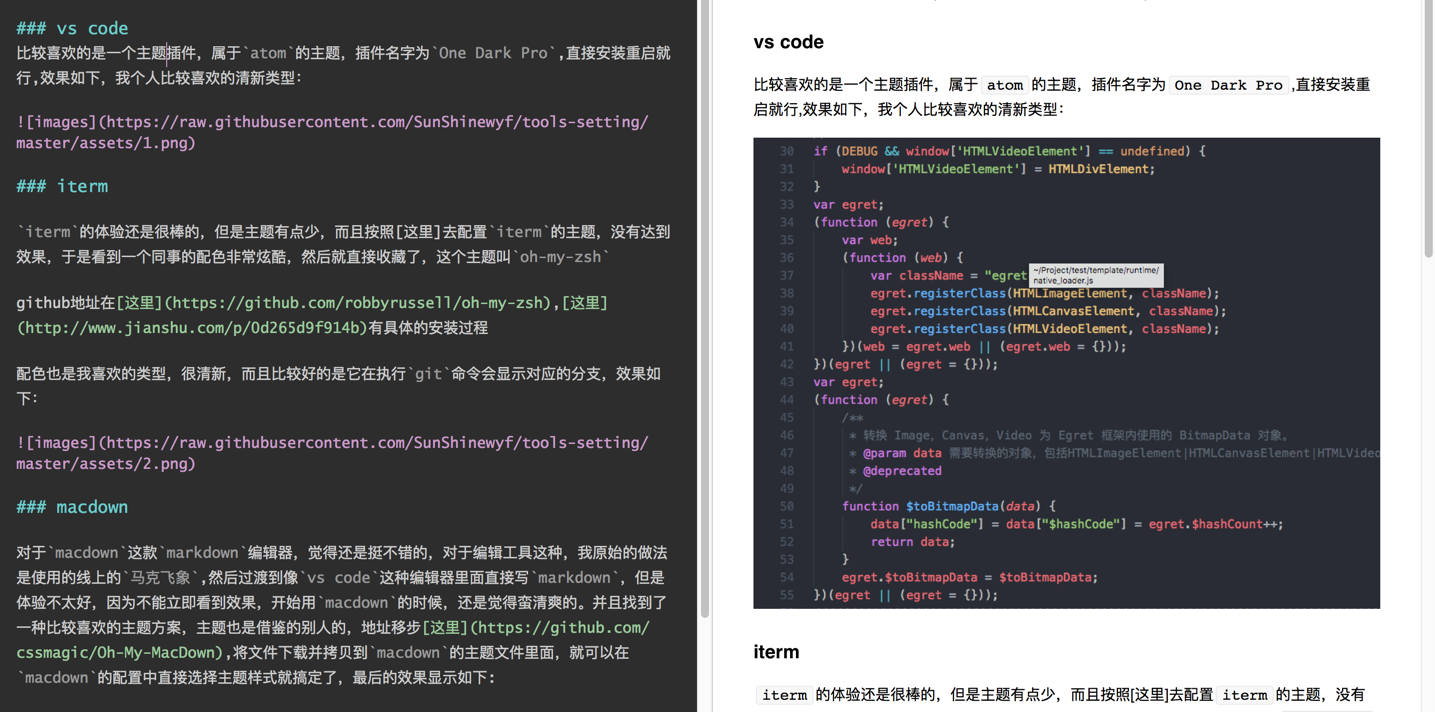 ### vs code
比较喜欢的是一个主题插件，属于`atom`的主题，插件名字为`One Dark Pro`,直接安装重启就
行,效果如下，我个人比较喜欢的清新类型：
![images](https://raw.githubusercontent.com/SunShinewyf/tools-setting/
master/assets/1.png)
### iterm
`iterm`的体验还是很棒的，但是主题有点少，而且按照[这里]去配置`iterm`的主题，没有达到
效果，于是看到一个同事的配色非常炫酷，然后就直接收藏了，这个主题叫`oh-my-zsh`
github地址在[这里](https://github.com/robbyrussell/oh-my-zsh),[这里]
(http://www.jianshu.com/p/0d265d9f914b)有具体的安装过程
配色也是我喜欢的类型，很清新，而且比较好的是它在执行`git`命令会显示对应的分支，效果如
下：
![images](https://raw.githubusercontent.com/SunShinewyf/tools-setting/
master/assets/2.png)
### macdown
对于`macdown`这款`markdown`编辑器，觉得还是挺不错的，对于编辑工具这种，我原始的做法
是使用的线上的`马克飞象`,然后过渡到像`vs code`这种编辑器里面直接写`markdown`，但是
体验不太好，因为不能立即看到效果，开始用`macdown`的时候，还是觉得蛮清爽的。并且找到了
一种比较喜欢的主题方案，主题也是借鉴的别人的，地址移步[这里](https://github.com/
cssmagic/Oh-My-MacDown),将文件下载并拷贝到`macdown`的主题文件里面，就可以在
`macdown`的配置中直接选择主题样式就搞定了，最后的效果显示如下：
vs code
比较喜欢的是一个主题插件，属于 atom 的主题，插件名字为 One Dark Pro ,直接安装重
启就行,效果如下，我个人比较喜欢的清新类型：
30 if (DEBUG && window['HTMLVideoElement'] == undefined) {
31 window['HTMLVideoElement'] = HTMLDivElement;
32 }
33 var egret;
34 (function (egret) {
35 var web;
36 (function (web) {
37 var className = "egret
~/Project/test/template/runtime/
native_loader.js
38 egret.registerClass(HTMLImageElement, className);
39 egret.registerClass(HTMLCanvasElement, className);
40 egret.registerClass(HTMLVideoElement, className);
41 })(web = egret.web || (egret.web = {}));
42 })(egret || (egret = {}));
43 var egret;
44 (function (egret) {
45 /**
46 * 转换 Image，Canvas，Video 为 Egret 框架内使用的 BitmapData 对象。
47 * @param data 需要转换的对象，包括HTMLImageElement|HTMLCanvasElement|HTMLVideo
48 * @deprecated
49 */
50 function $toBitmapData(data) {
51 data["hashCode"] = data["$hashCode"] = egret.$hashCount++;
52 return data;
53 }
54 egret.$toBitmapData = $toBitmapData;
55 })(egret || (egret = {}));
iterm
iterm 的体验还是很棒的，但是主题有点少，而且按照[这里]去配置 iterm 的主题，没有